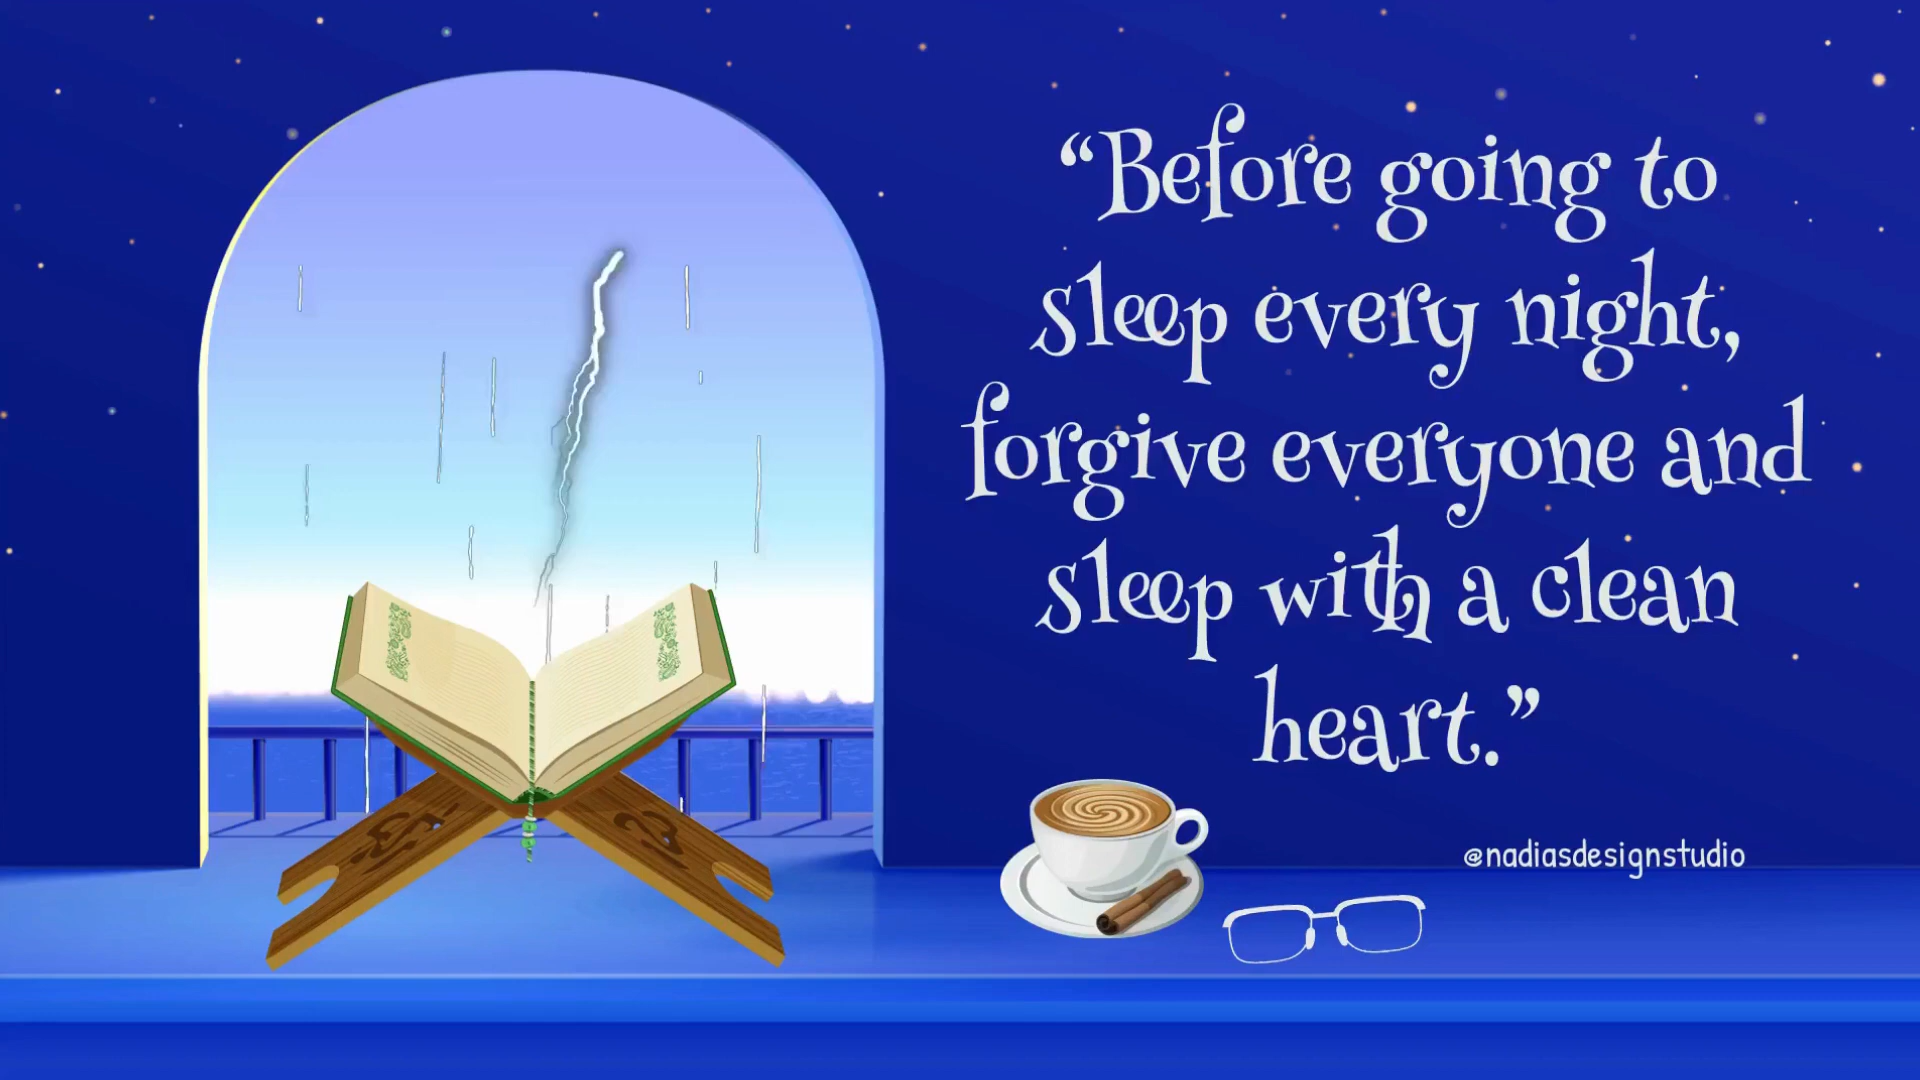 “Before going to
sleep every night,
forgive everyone and
sleep with a clean
heart.”
@nadiasdesignstudio